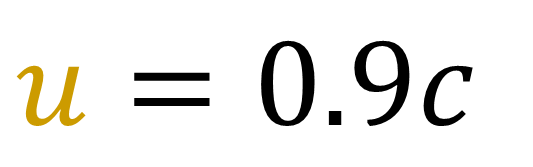 u = 0.9c